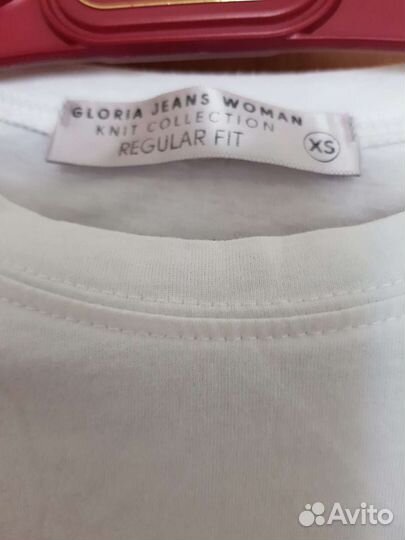 GLORIA JEANS WOMAN
KNIT COLLECTION
REGULAR FIT
XS
Avito